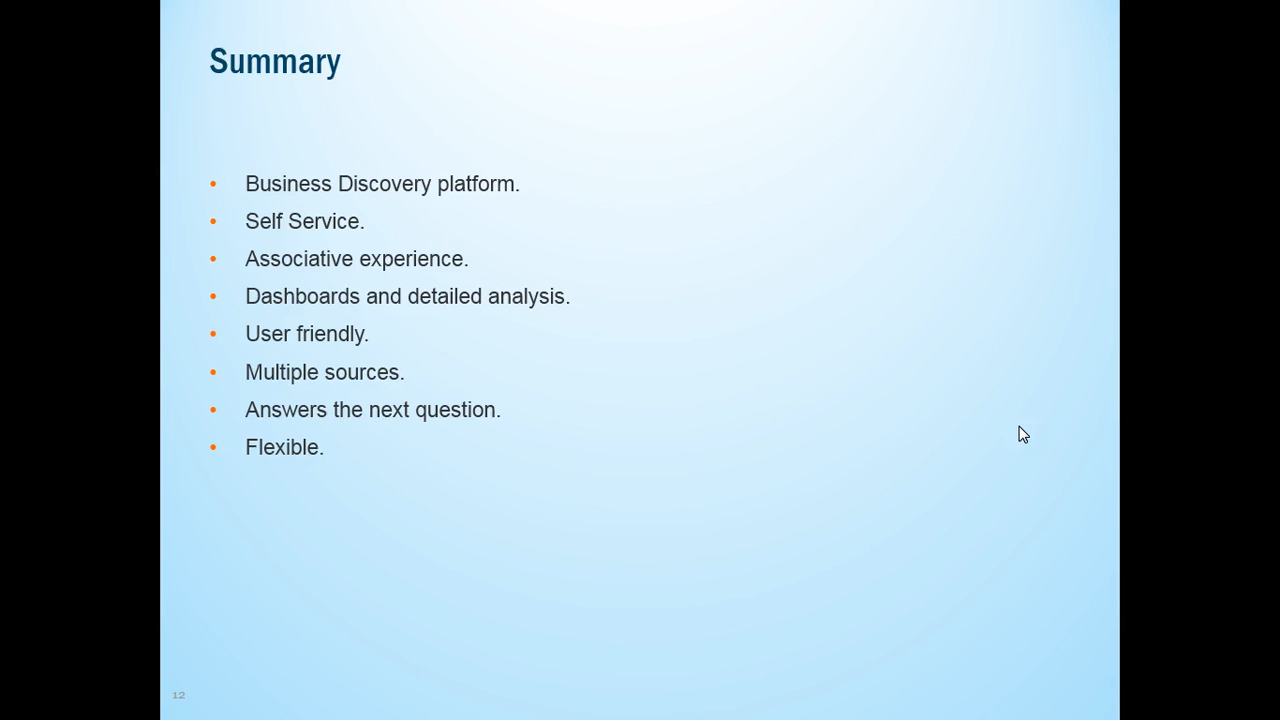 Summary
• Business Discovery platform.
• Self Service.
• Associative experience.
• Dashboards and detailed analysis.
• User friendly.
• Multiple sources.
• Answers the next question.
• Flexible.
12